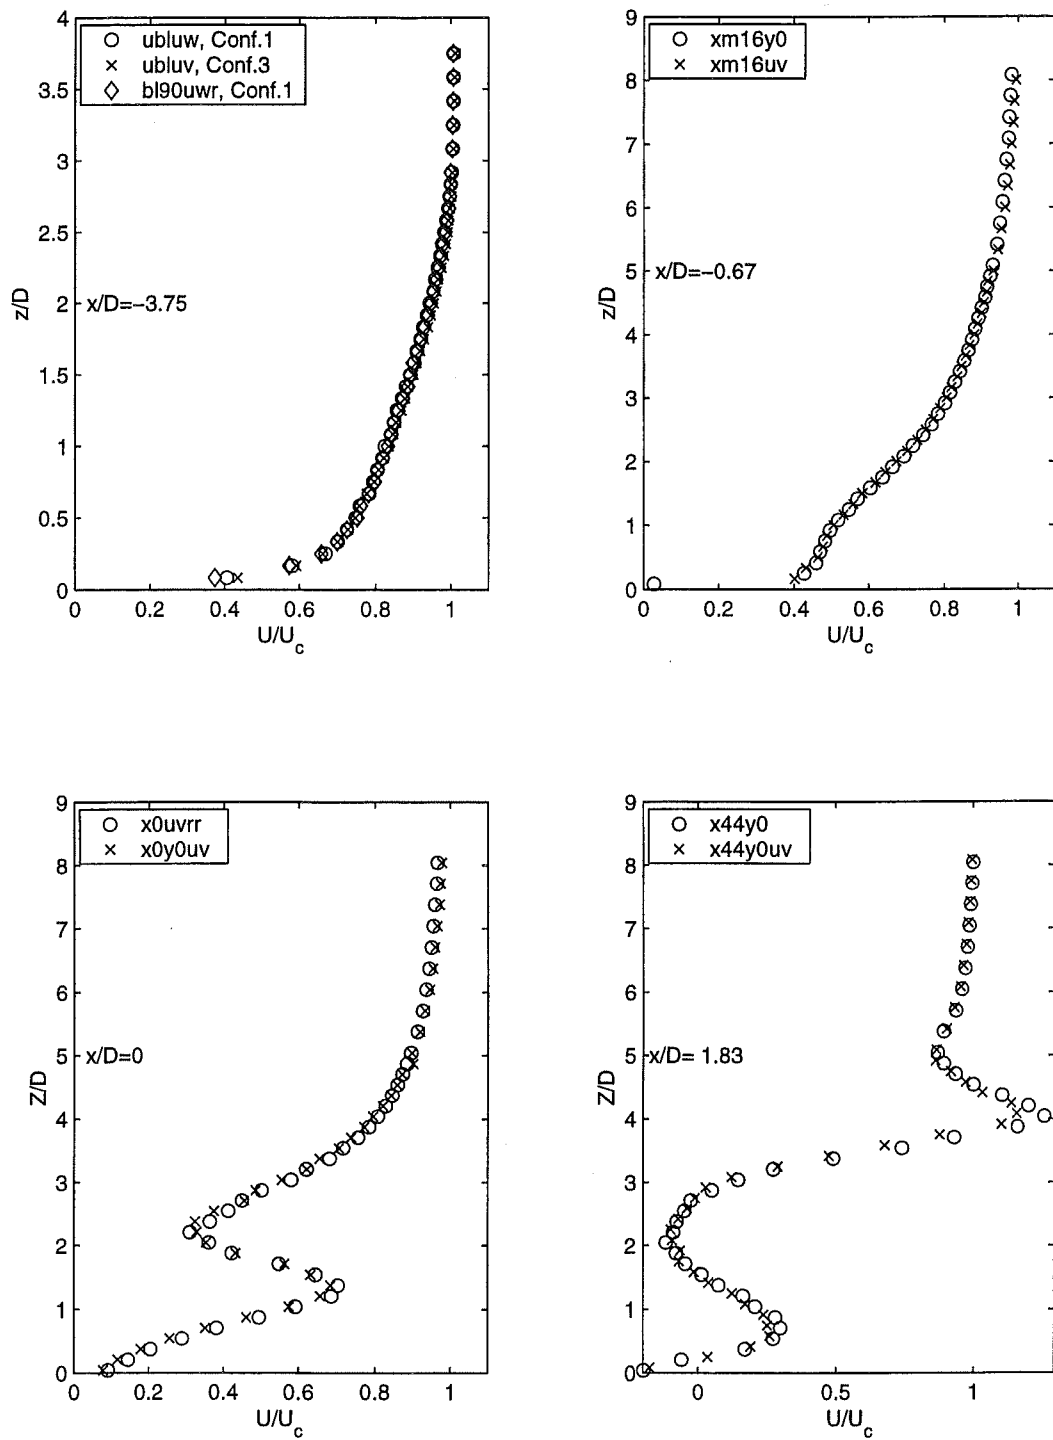 4
3.5
3
2.5
2
1.5
1
0.5
0
z/D
ubluw, Conf.1
ubluv, Conf.3
bl90uwr, Conf.1
x/D=−3.75
0 0.2 0.4 0.6 0.8 1
U/Uc
9
8
7
6
5
4
3
2
1
0
z/D
xm16y0
xm16uv
x/D=−0.67
0 0.2 0.4 0.6 0.8 1
U/Uc
9
8
7
6
5
4
3
2
1
0
Z/D
x0uvrr
x0y0uv
x/D=0
0 0.2 0.4 0.6 0.8 1
U/Uc
9
8
7
6
5
4
3
2
1
0
Z/D
x44y0
x44y0uv
x/D= 1.83
0 0.5 1
U/Uc